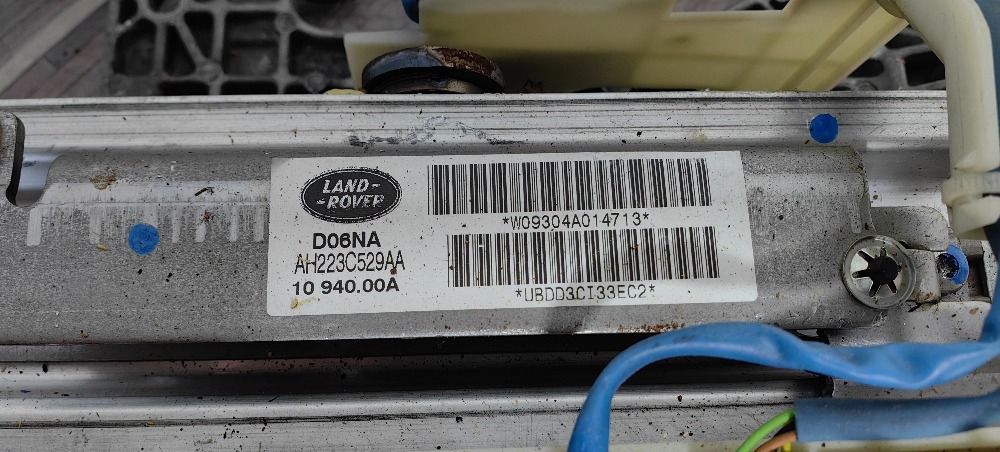 LAND-
ROVER
D06NA
AH223C529AA
10 940.00A
*W09304A014713*
*UBDD3CI33EC2*